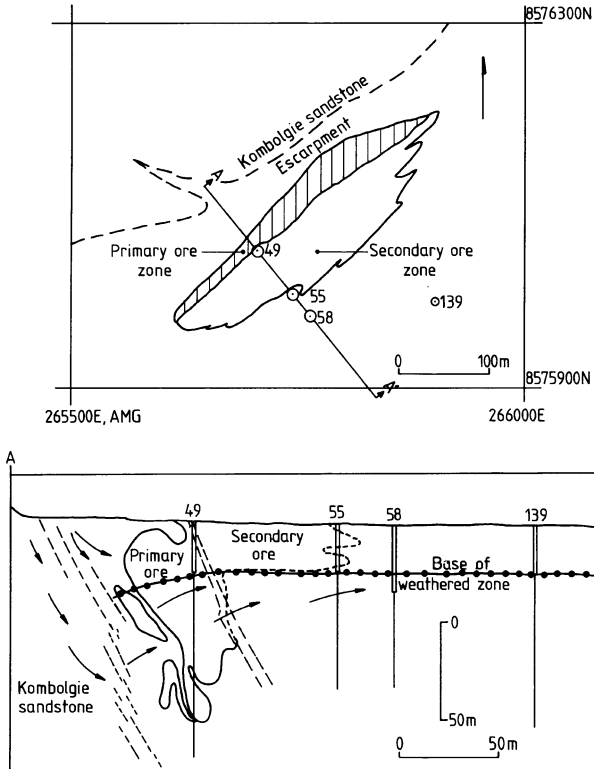 8576300N
Kombolgie sandstone
Escarpment
A
Primary ore
zone
49
Secondary ore
zone
55
58
139
0 100m
A'
8575900N
265500E, AMG
266000E
A
49
55
58
139
Primary
ore
Secondary
ore
Base of
weathered zone
Kombolgie
sandstone
0
50m
0 50m